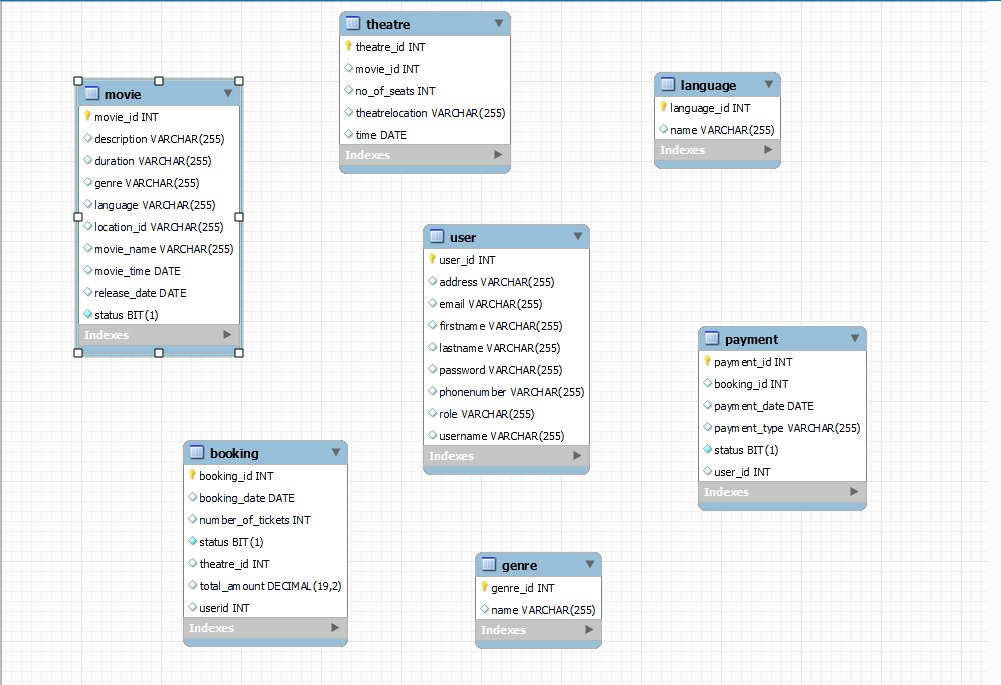 theatre
theatre_id INT
movie_id INT
no_of_seats INT
theatrelocation VARCHAR(255)
time DATE
Indexes
movie
movie_id INT
description VARCHAR(255)
duration VARCHAR(255)
genre VARCHAR(255)
language VARCHAR(255)
location_id VARCHAR(255)
movie_name VARCHAR(255)
movie_time DATE
release_date DATE
status BIT(1)
Indexes
language
language_id INT
name VARCHAR(255)
Indexes
user
user_id INT
address VARCHAR(255)
email VARCHAR(255)
firstname VARCHAR(255)
lastname VARCHAR(255)
password VARCHAR(255)
phonenumber VARCHAR(255)
role VARCHAR(255)
username VARCHAR(255)
Indexes
payment
payment_id INT
booking_id INT
payment_date DATE
payment_type VARCHAR(255)
status BIT(1)
user_id INT
Indexes
booking
booking_id INT
booking_date DATE
number_of_tickets INT
status BIT(1)
theatre_id INT
total_amount DECIMAL(19,2)
userid INT
Indexes
genre
genre_id INT
name VARCHAR(255)
Indexes